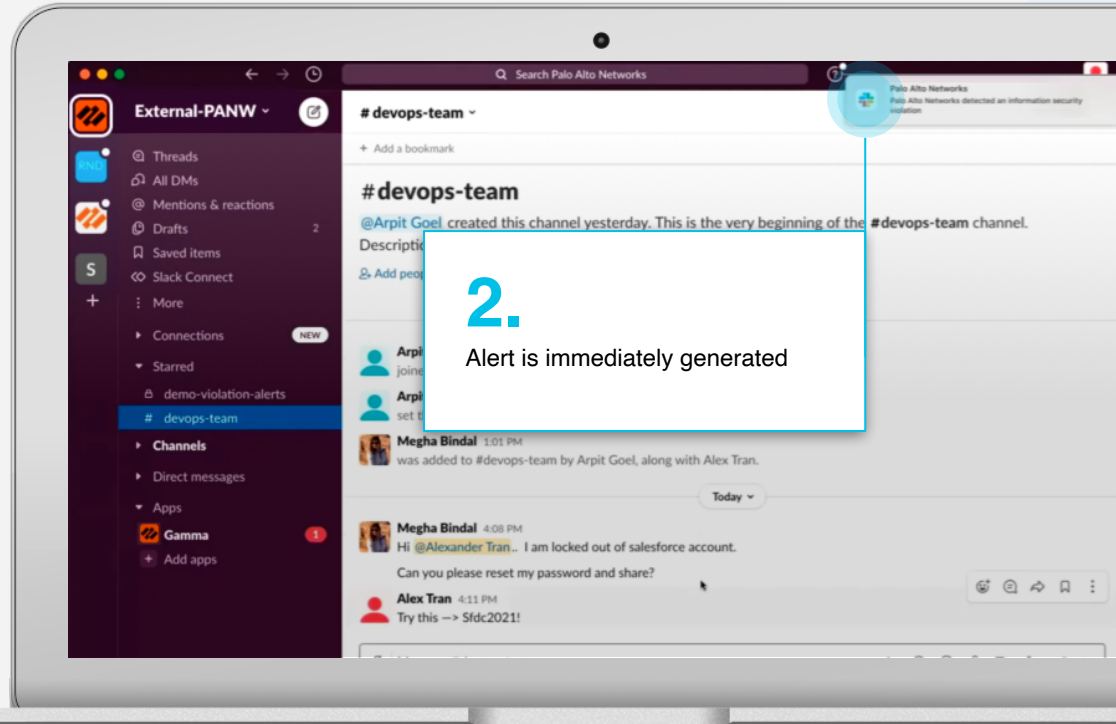 Search Palo Alto Networks
Palo Alto Networks
Palo Alto Networks detected an information security
violation
External-PANW
RND
S
Threads
All DMs
Mentions & reactions
Drafts 2
Saved items
Slack Connect
More
Connections NEW
Starred
demo-violation-alerts
# devops-team
Channels
Direct messages
Apps
Gamma 1
+ Add apps
# devops-team
+ Add a bookmark
#devops-team
@Arpit Goel created this channel yesterday. This is the very beginning of the #devops-team channel.
Add
2.
Alert is immediately generated
Megha Bindal 1:01 PM
was added to #devops-team by Arpit Goel, along with Alex Tran.
Today
Megha Bindal 4:08 PM
Hi @Alexander Tran.. I am locked out of salesforce account.
Can you please reset my password and share?
Alex Tran 4:11 PM
Try this —> Sfdc2021!